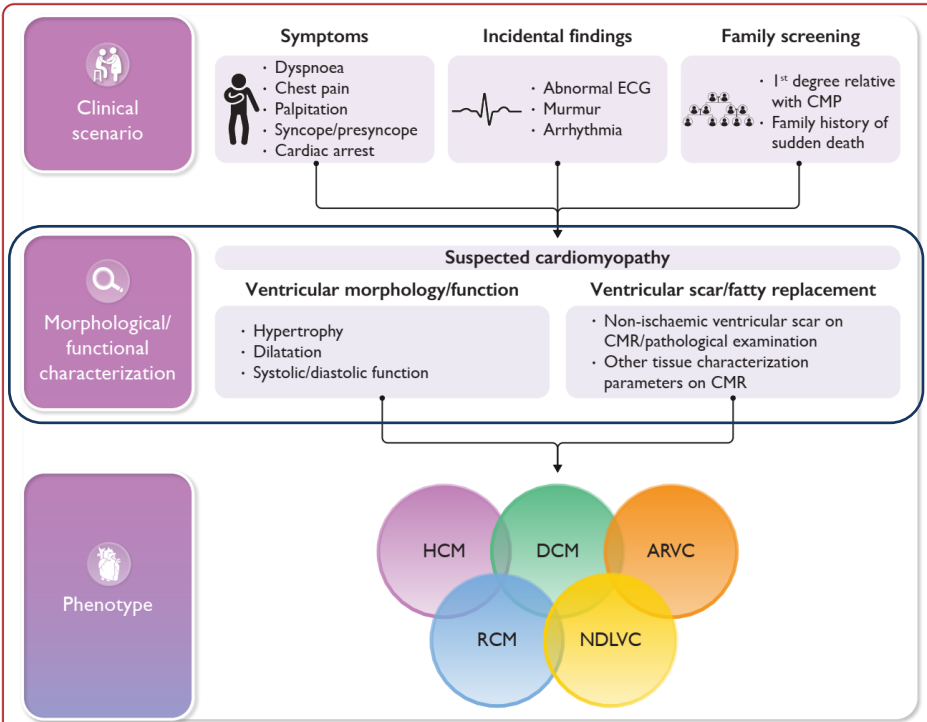 Clinical
scenario
Symptoms
· Dyspnoea
· Chest pain
· Palpitation
· Syncope/presyncope
· Cardiac arrest
Incidental findings
· Abnormal ECG
· Murmur
· Arrhythmia
Family screening
· 1st degree relative
with CMP
· Family history of
sudden death
Morphological/
functional
characterization
Suspected cardiomyopathy
Ventricular morphology/function
· Hypertrophy
· Dilatation
· Systolic/diastolic function
Ventricular scar/fatty replacement
· Non-ischaemic ventricular scar on
CMR/pathological examination
· Other tissue characterization
parameters on CMR
Phenotype
HCM
DCM
ARVC
RCM
NDLVC